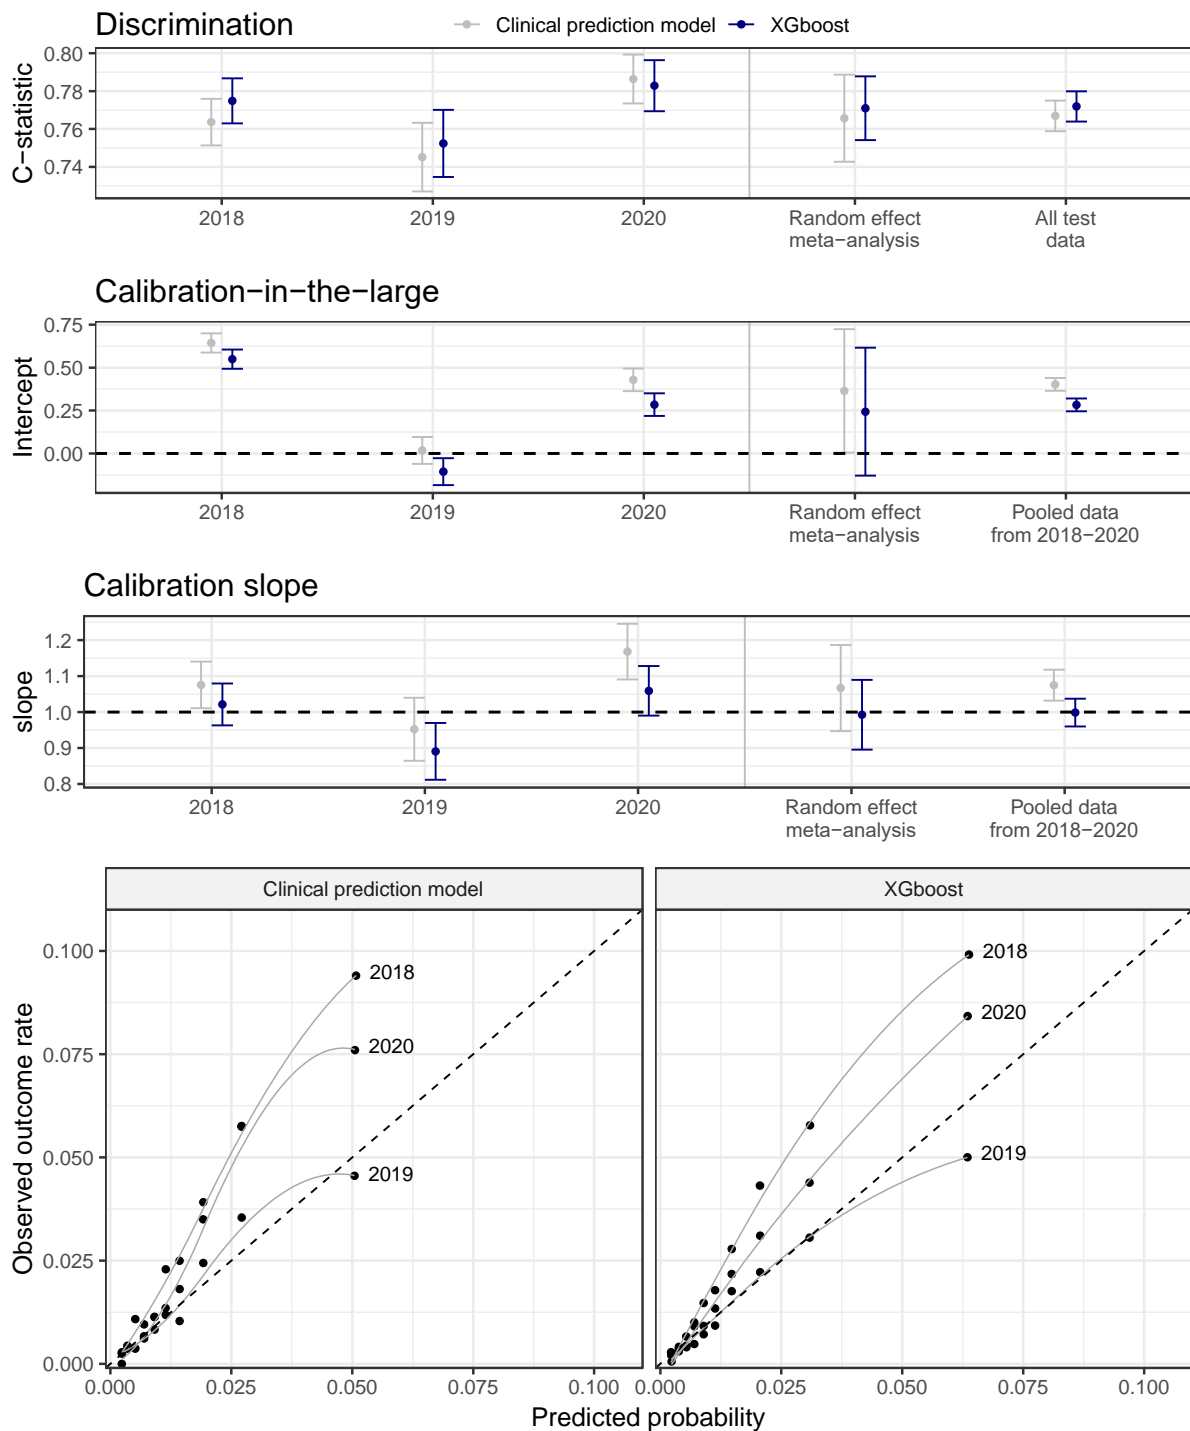 Discrimination
Clinical prediction model
XGboost
C−statistic
0.80
0.78
0.76
0.74
2018
2019
2020
Random effect
meta−analysis
All test
data
Calibration−in−the−large
Intercept
0.75
0.50
0.25
0.00
2018
2019
2020
Random effect
meta−analysis
Pooled data
from 2018−2020
Calibration slope
slope
1.2
1.1
1.0
0.9
0.8
2018
2019
2020
Random effect
meta−analysis
Pooled data
from 2018−2020
Clinical prediction model
XGboost
Observed outcome rate
0.100
0.075
0.050
0.025
0.000
2018
2020
2019
2018
2020
2019
0.000
0.025
0.050
0.075
0.100
0.000
0.025
0.050
0.075
0.100
Predicted probability